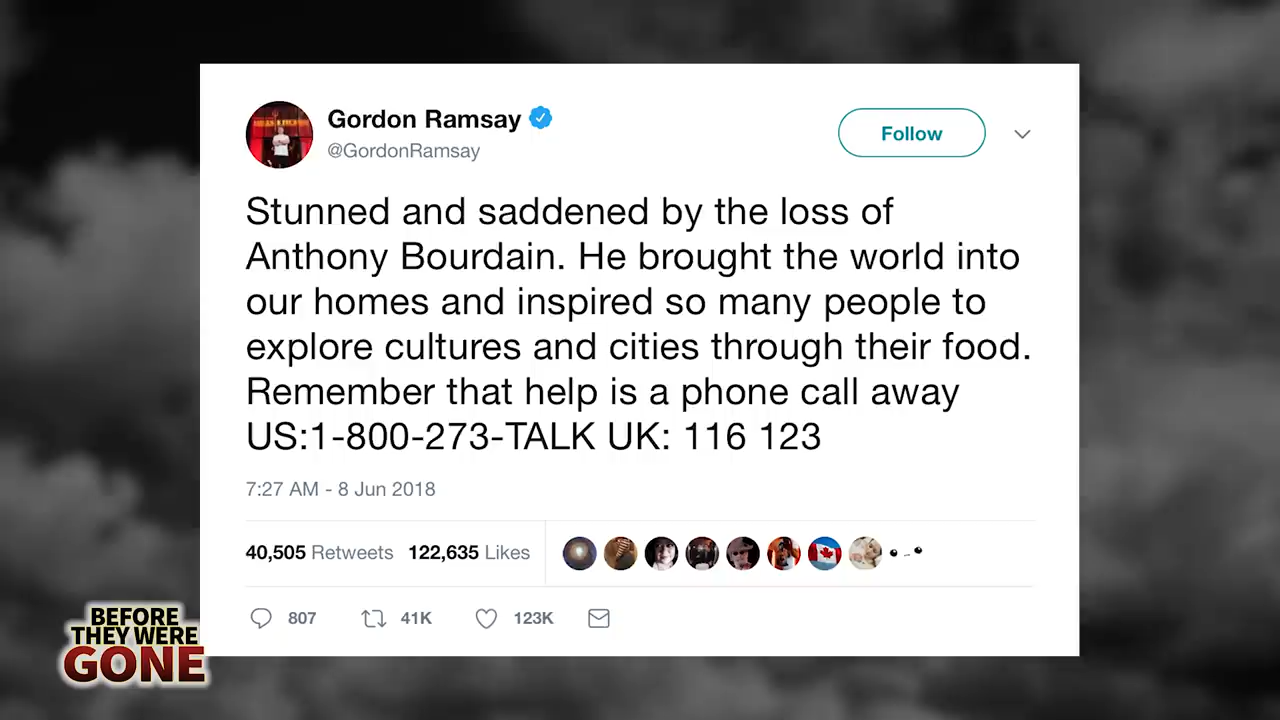 Gordon Ramsay
@GordonRamsay
Follow
Stunned and saddened by the loss of
Anthony Bourdain. He brought the world into
our homes and inspired so many people to
explore cultures and cities through their food.
Remember that help is a phone call away
US:1-800-273-TALK UK: 116 123
7:27 AM - 8 Jun 2018
40,505 Retweets 122,635 Likes
807 41K 123K
BEFORE
THEY WERE
GONE